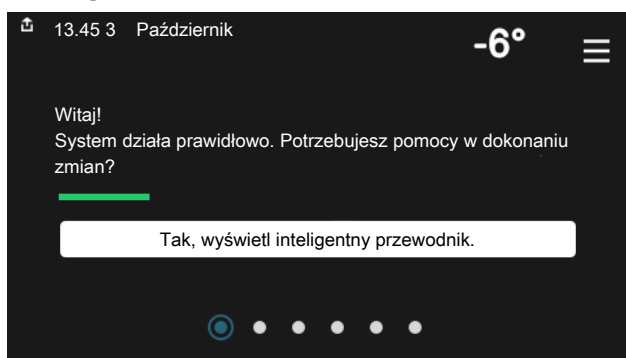 13.45 3 Październik
-6°
Witaj!
System działa prawidłowo. Potrzebujesz pomocy w dokonaniu
zmian?
Tak, wyświetl inteligentny przewodnik.